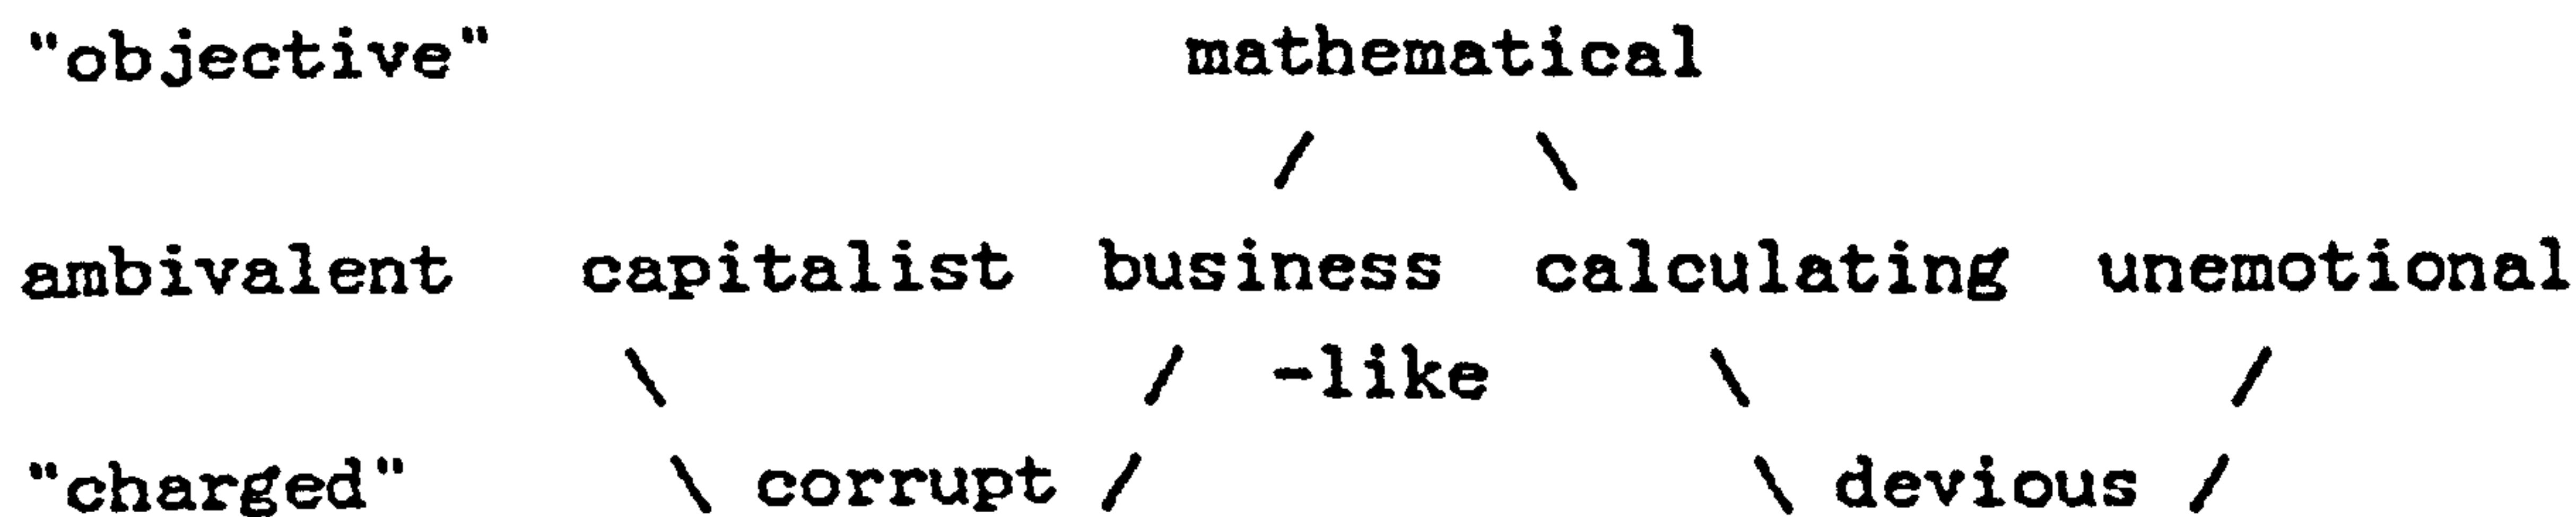 "objective" mathematical
/ \
ambivalent capitalist business calculating unemotional
\ / -like \ /
"charged" \ corrupt / \ devious /